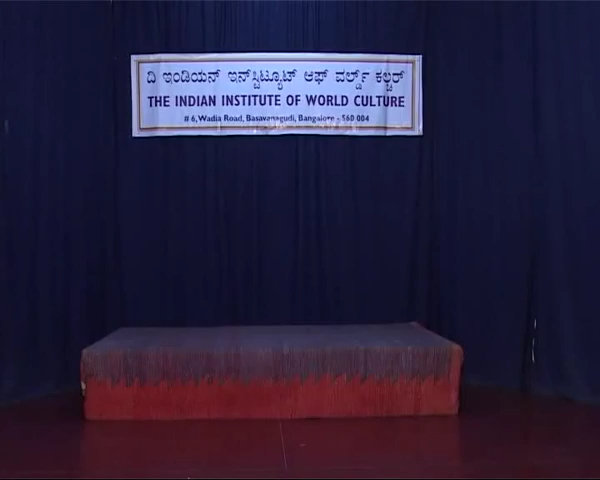 ದಿ ಇಂಡಿಯನ್ ಇನ್‌ಸ್ಟಿಟ್ಯೂಟ್ ಆಫ್ ವರ್ಲ್ಡ್ ಕಲ್ಚರ್
THE INDIAN INSTITUTE OF WORLD CULTURE
# 6, Wadia Road, Basavanagudi, Bangalore - 560 004